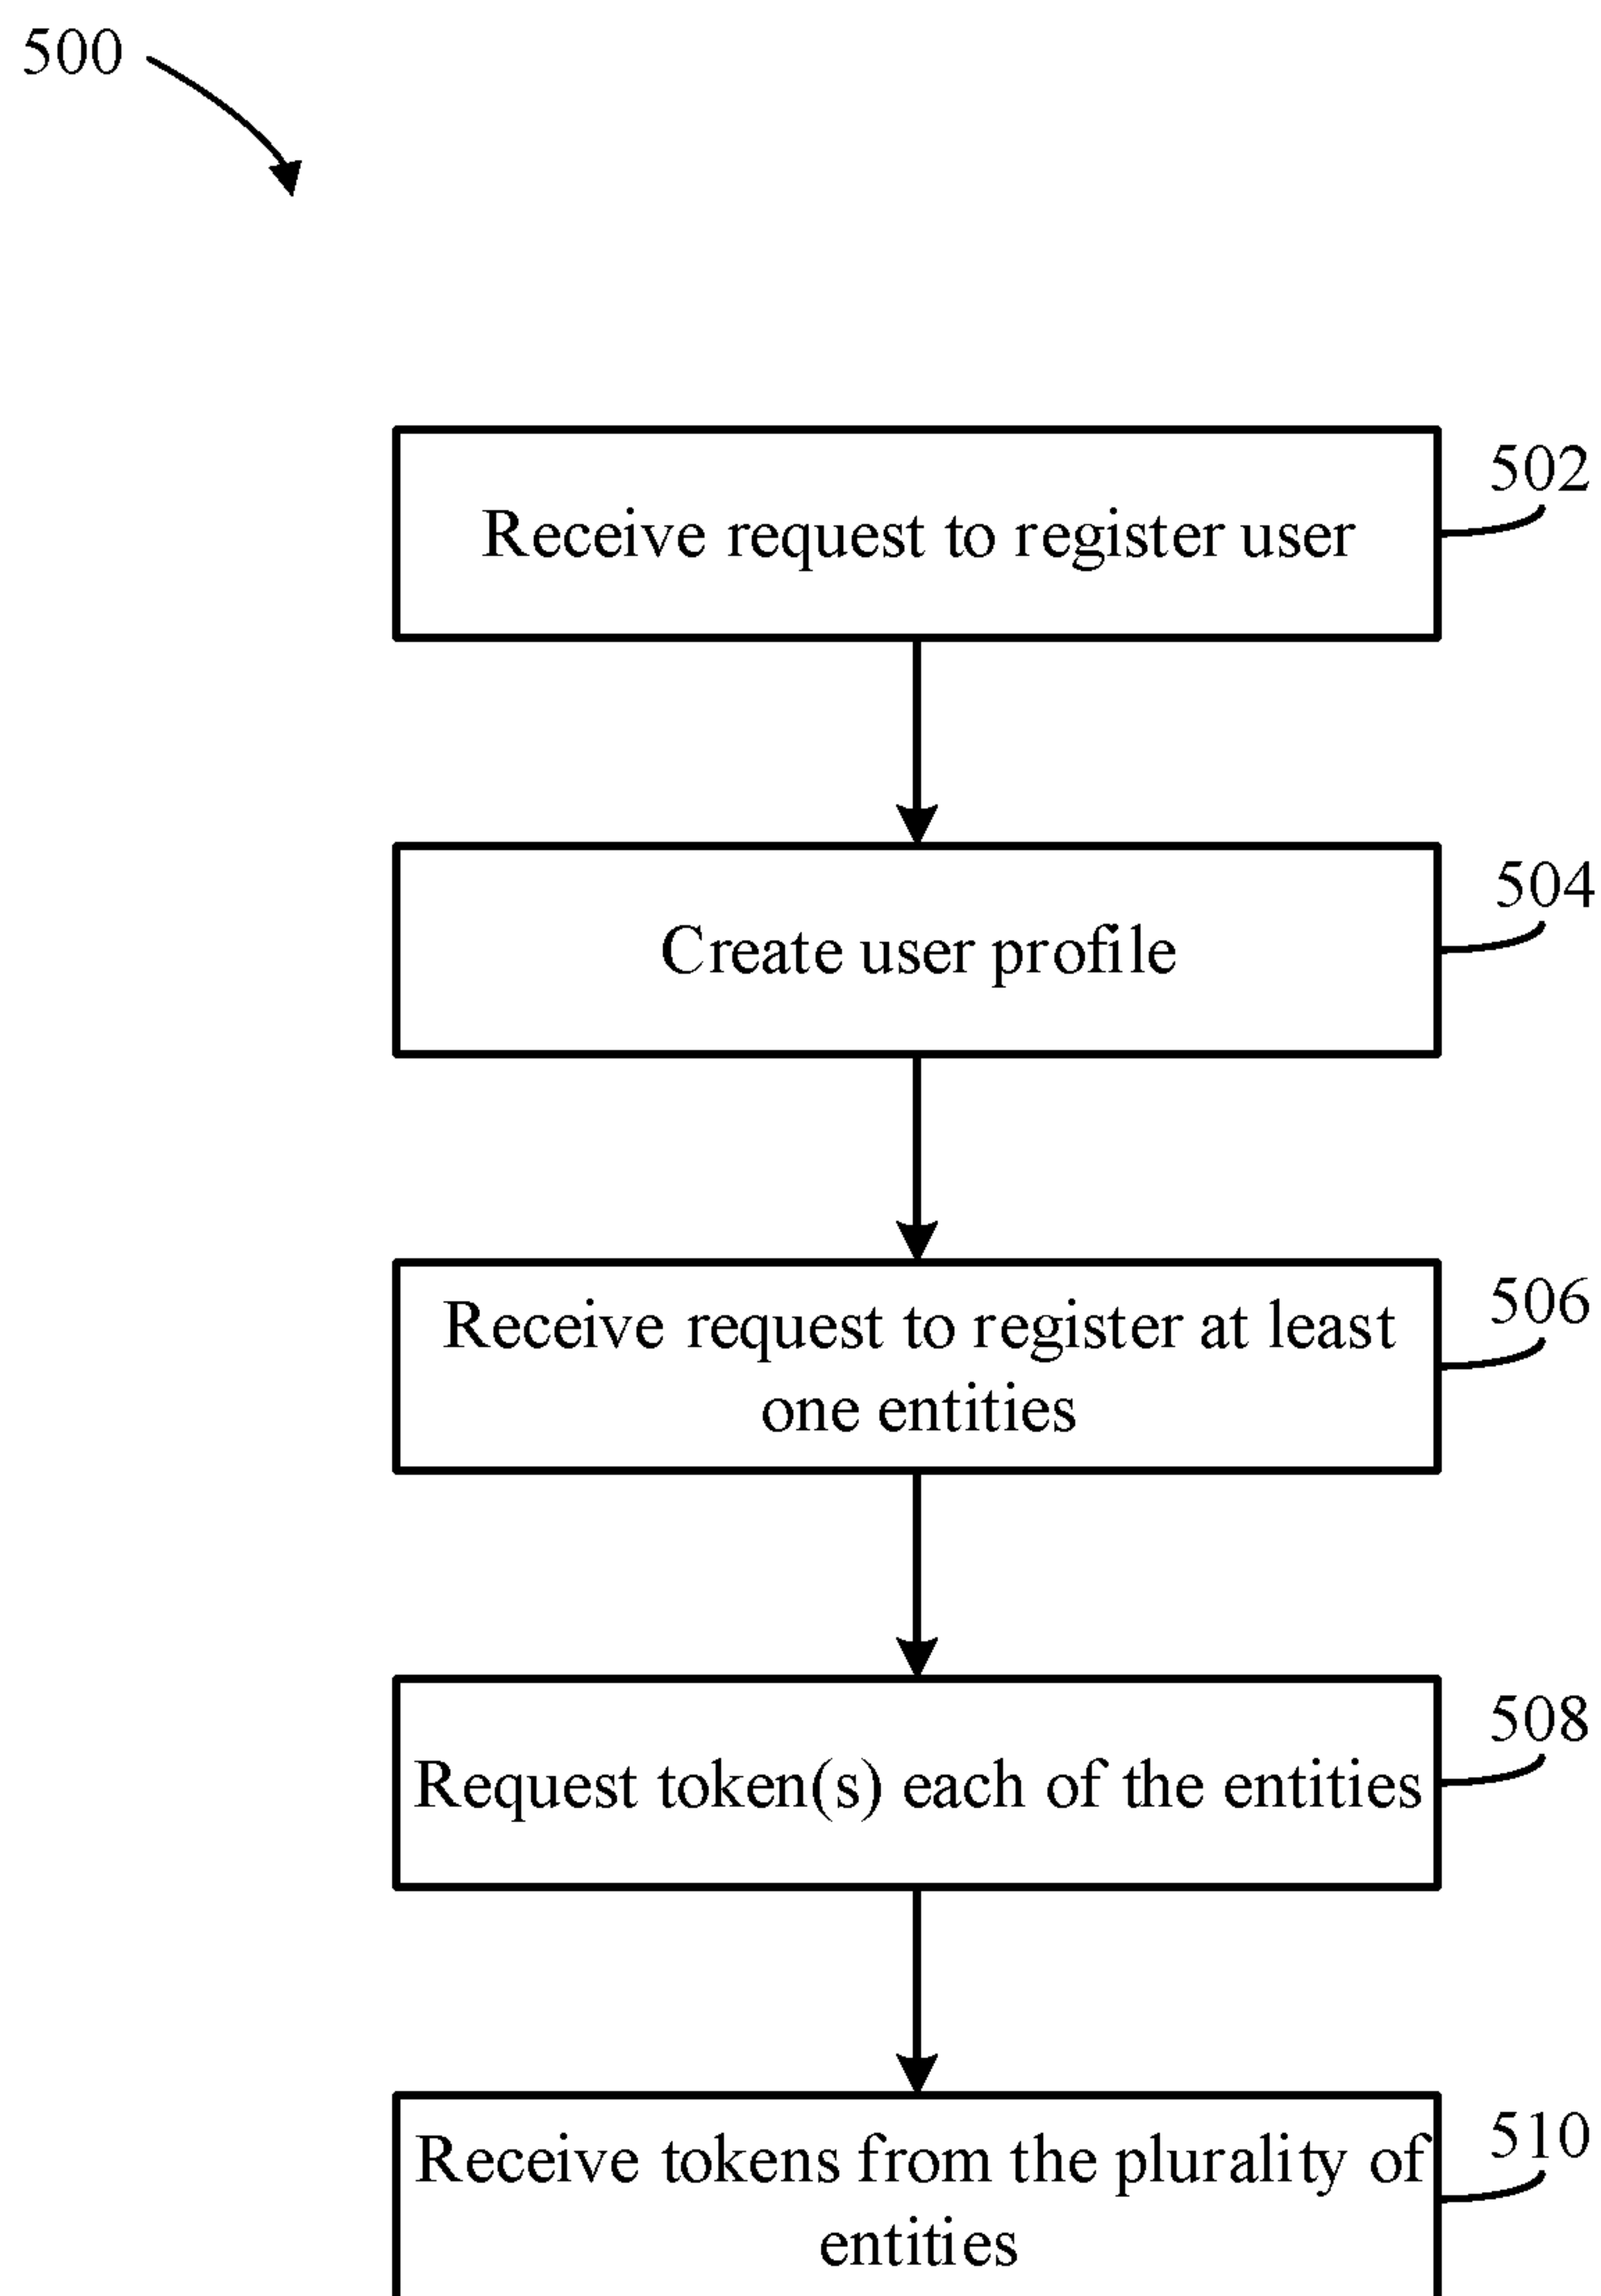 500
502
Receive request to register user
504
Create user profile
506
Receive request to register at least
one entities
508
Request token(s) each of the entities
510
Receive tokens from the plurality of
entities